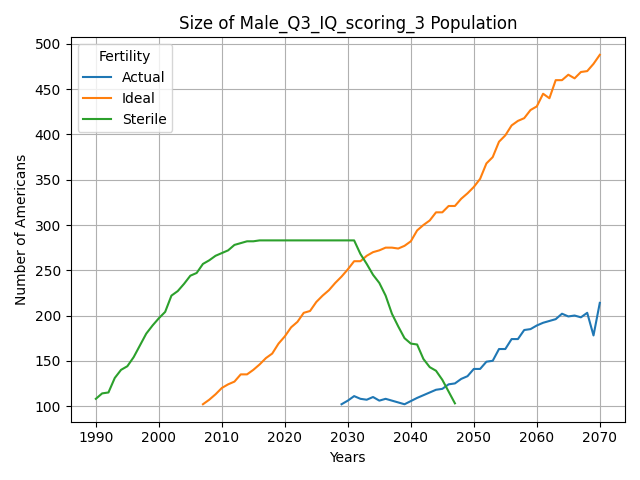 Size of Male_Q3_IQ_scoring_3 Population
Fertility
Actual
Ideal
Sterile
Number of Americans
500
450
400
350
300
250
200
150
100
1990 2000 2010 2020 2030 2040 2050 2060 2070
Years